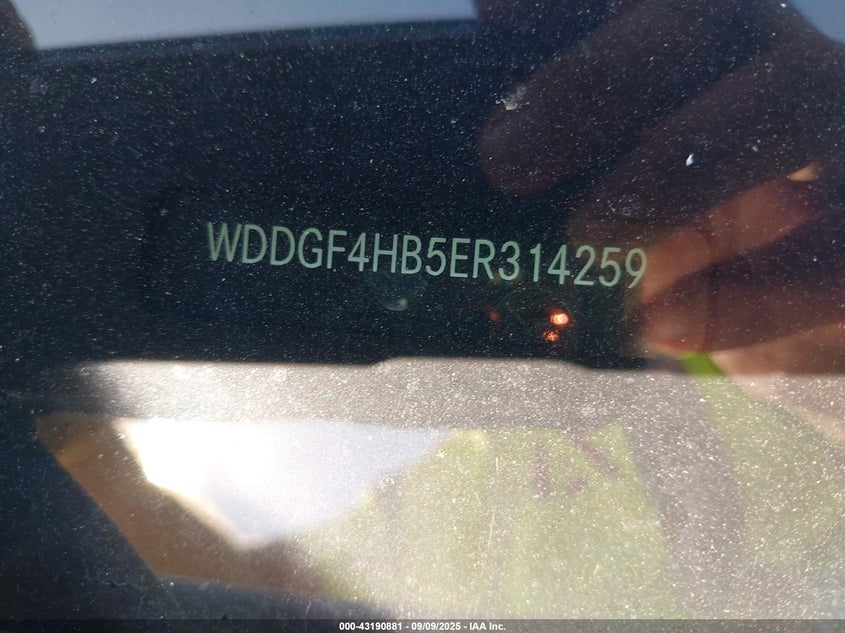 WDDGF4HB5ER314259
000-43190881 - 09/09/2025 - IAA Inc.